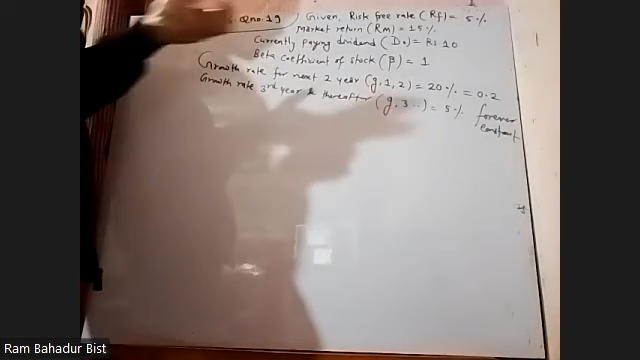 Q.no.19 Given, Risk free rate (Rf) = 5%
Market return (Rm) = 15%
Currently paying dividend (D₀) = Rs 10
Beta coefficient of stock (β) = 1
Growth rate for next 2 year (g,1,2) = 20% = 0.2
Growth rate 3rd year & thereafter (g,3..) = 5% forever
constant
Ram Bahadur Bist